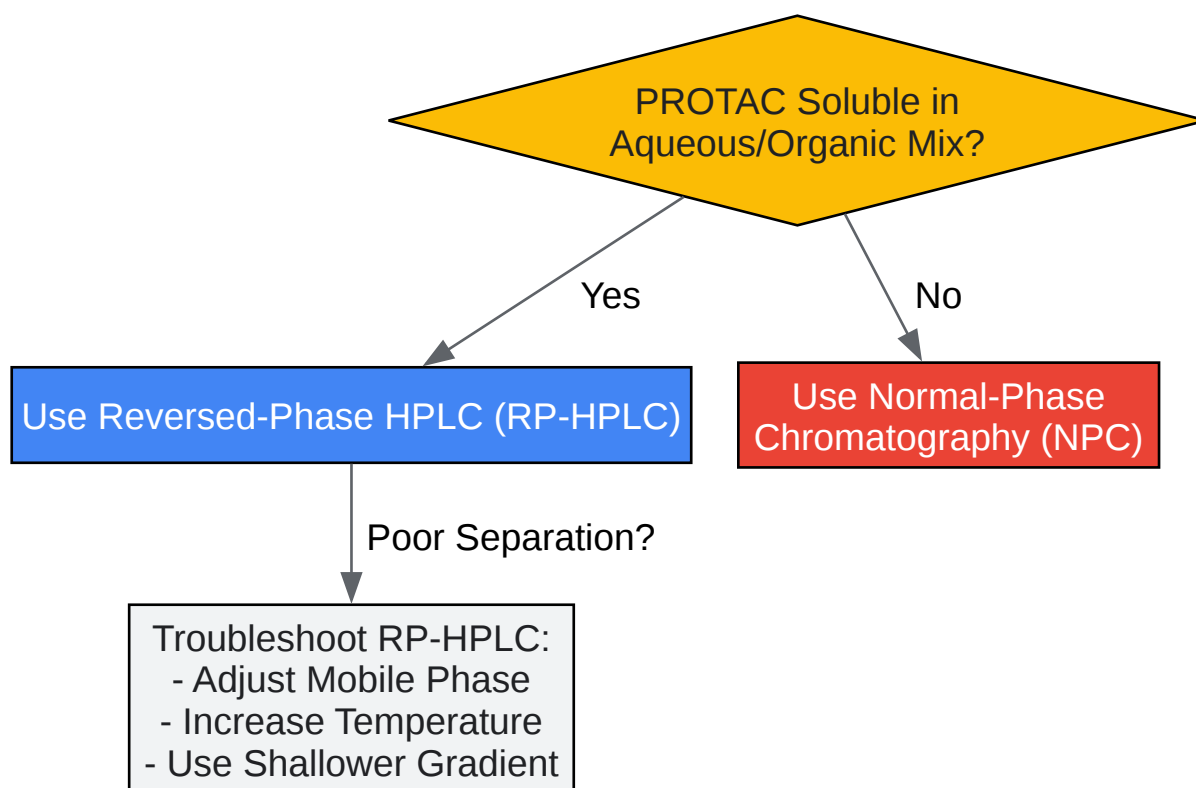 PROTAC Soluble in
Aqueous/Organic Mix?
Yes
No
Use Reversed-Phase HPLC (RP-HPLC)
Use Normal-Phase
Chromatography (NPC)
Poor Separation?
Troubleshoot RP-HPLC:
- Adjust Mobile Phase
- Increase Temperature
- Use Shallower Gradient